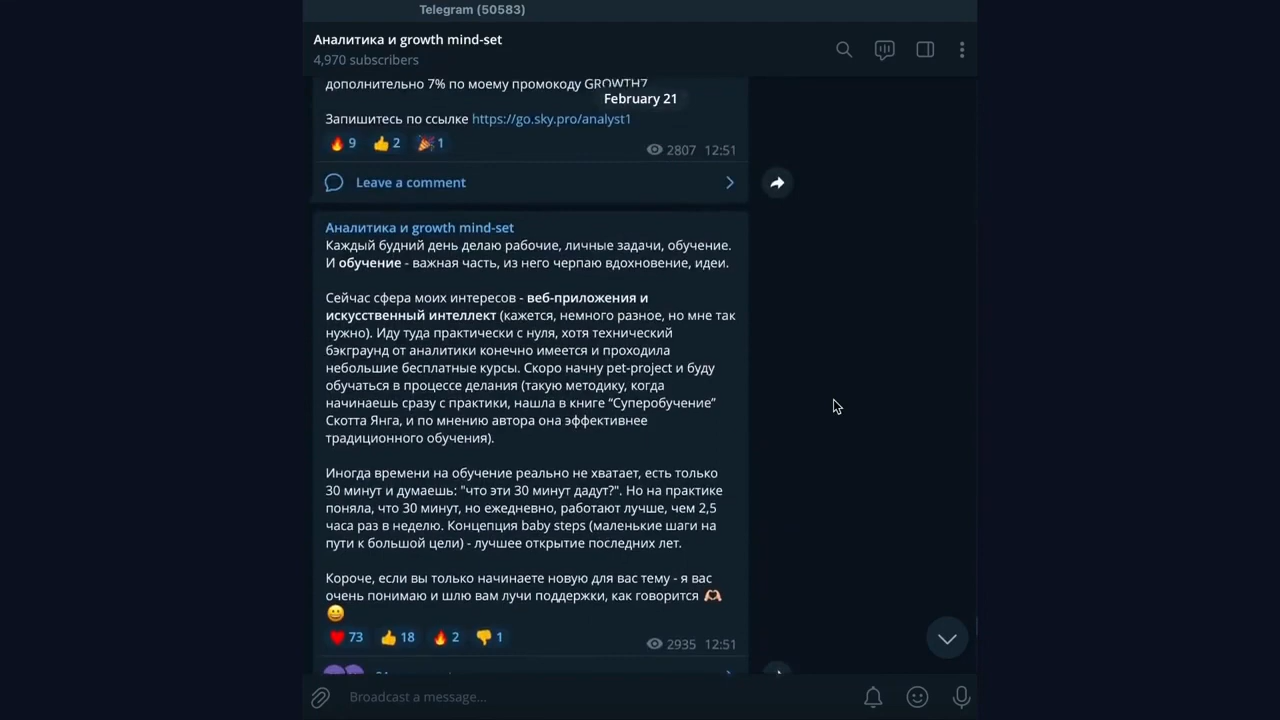 Telegram (50583)
Аналитика и growth mind-set
4,970 subscribers
дополнительно 7% по моему промокоду GROWTH7
February 21
Запишитесь по ссылке https://go.sky.pro/analyst1
🔥 9 👍 2 🎉 1
2807 12:51
Leave a comment
Аналитика и growth mind-set
Каждый будний день делаю рабочие, личные задачи, обучение.
И обучение - важная часть, из него черпаю вдохновение, идеи.
Сейчас сфера моих интересов - веб-приложения и
искусственный интеллект (кажется, немного разное, но мне так
нужно). Иду туда практически с нуля, хотя технический
бэкграунд от аналитики конечно имеется и проходила
небольшие бесплатные курсы. Скоро начну pet-project и буду
обучаться в процессе делания (такую методику, когда
начинаешь сразу с практики, нашла в книге “Суперобучение”
Скотта Янга, и по мнению автора она эффективнее
традиционного обучения).
Иногда времени на обучение реально не хватает, есть только
30 минут и думаешь: "что эти 30 минут дадут?". Но на практике
поняла, что 30 минут, но ежедневно, работают лучше, чем 2,5
часа раз в неделю. Концепция baby steps (маленькие шаги на
пути к большой цели) - лучшее открытие последних лет.
Короче, если вы только начинаете новую для вас тему - я вас
очень понимаю и шлю вам лучи поддержки, как говорится 🫶🏼
😀
❤️ 73 👍 18 🔥 2 👎 1
2935 12:51
Broadcast a message...